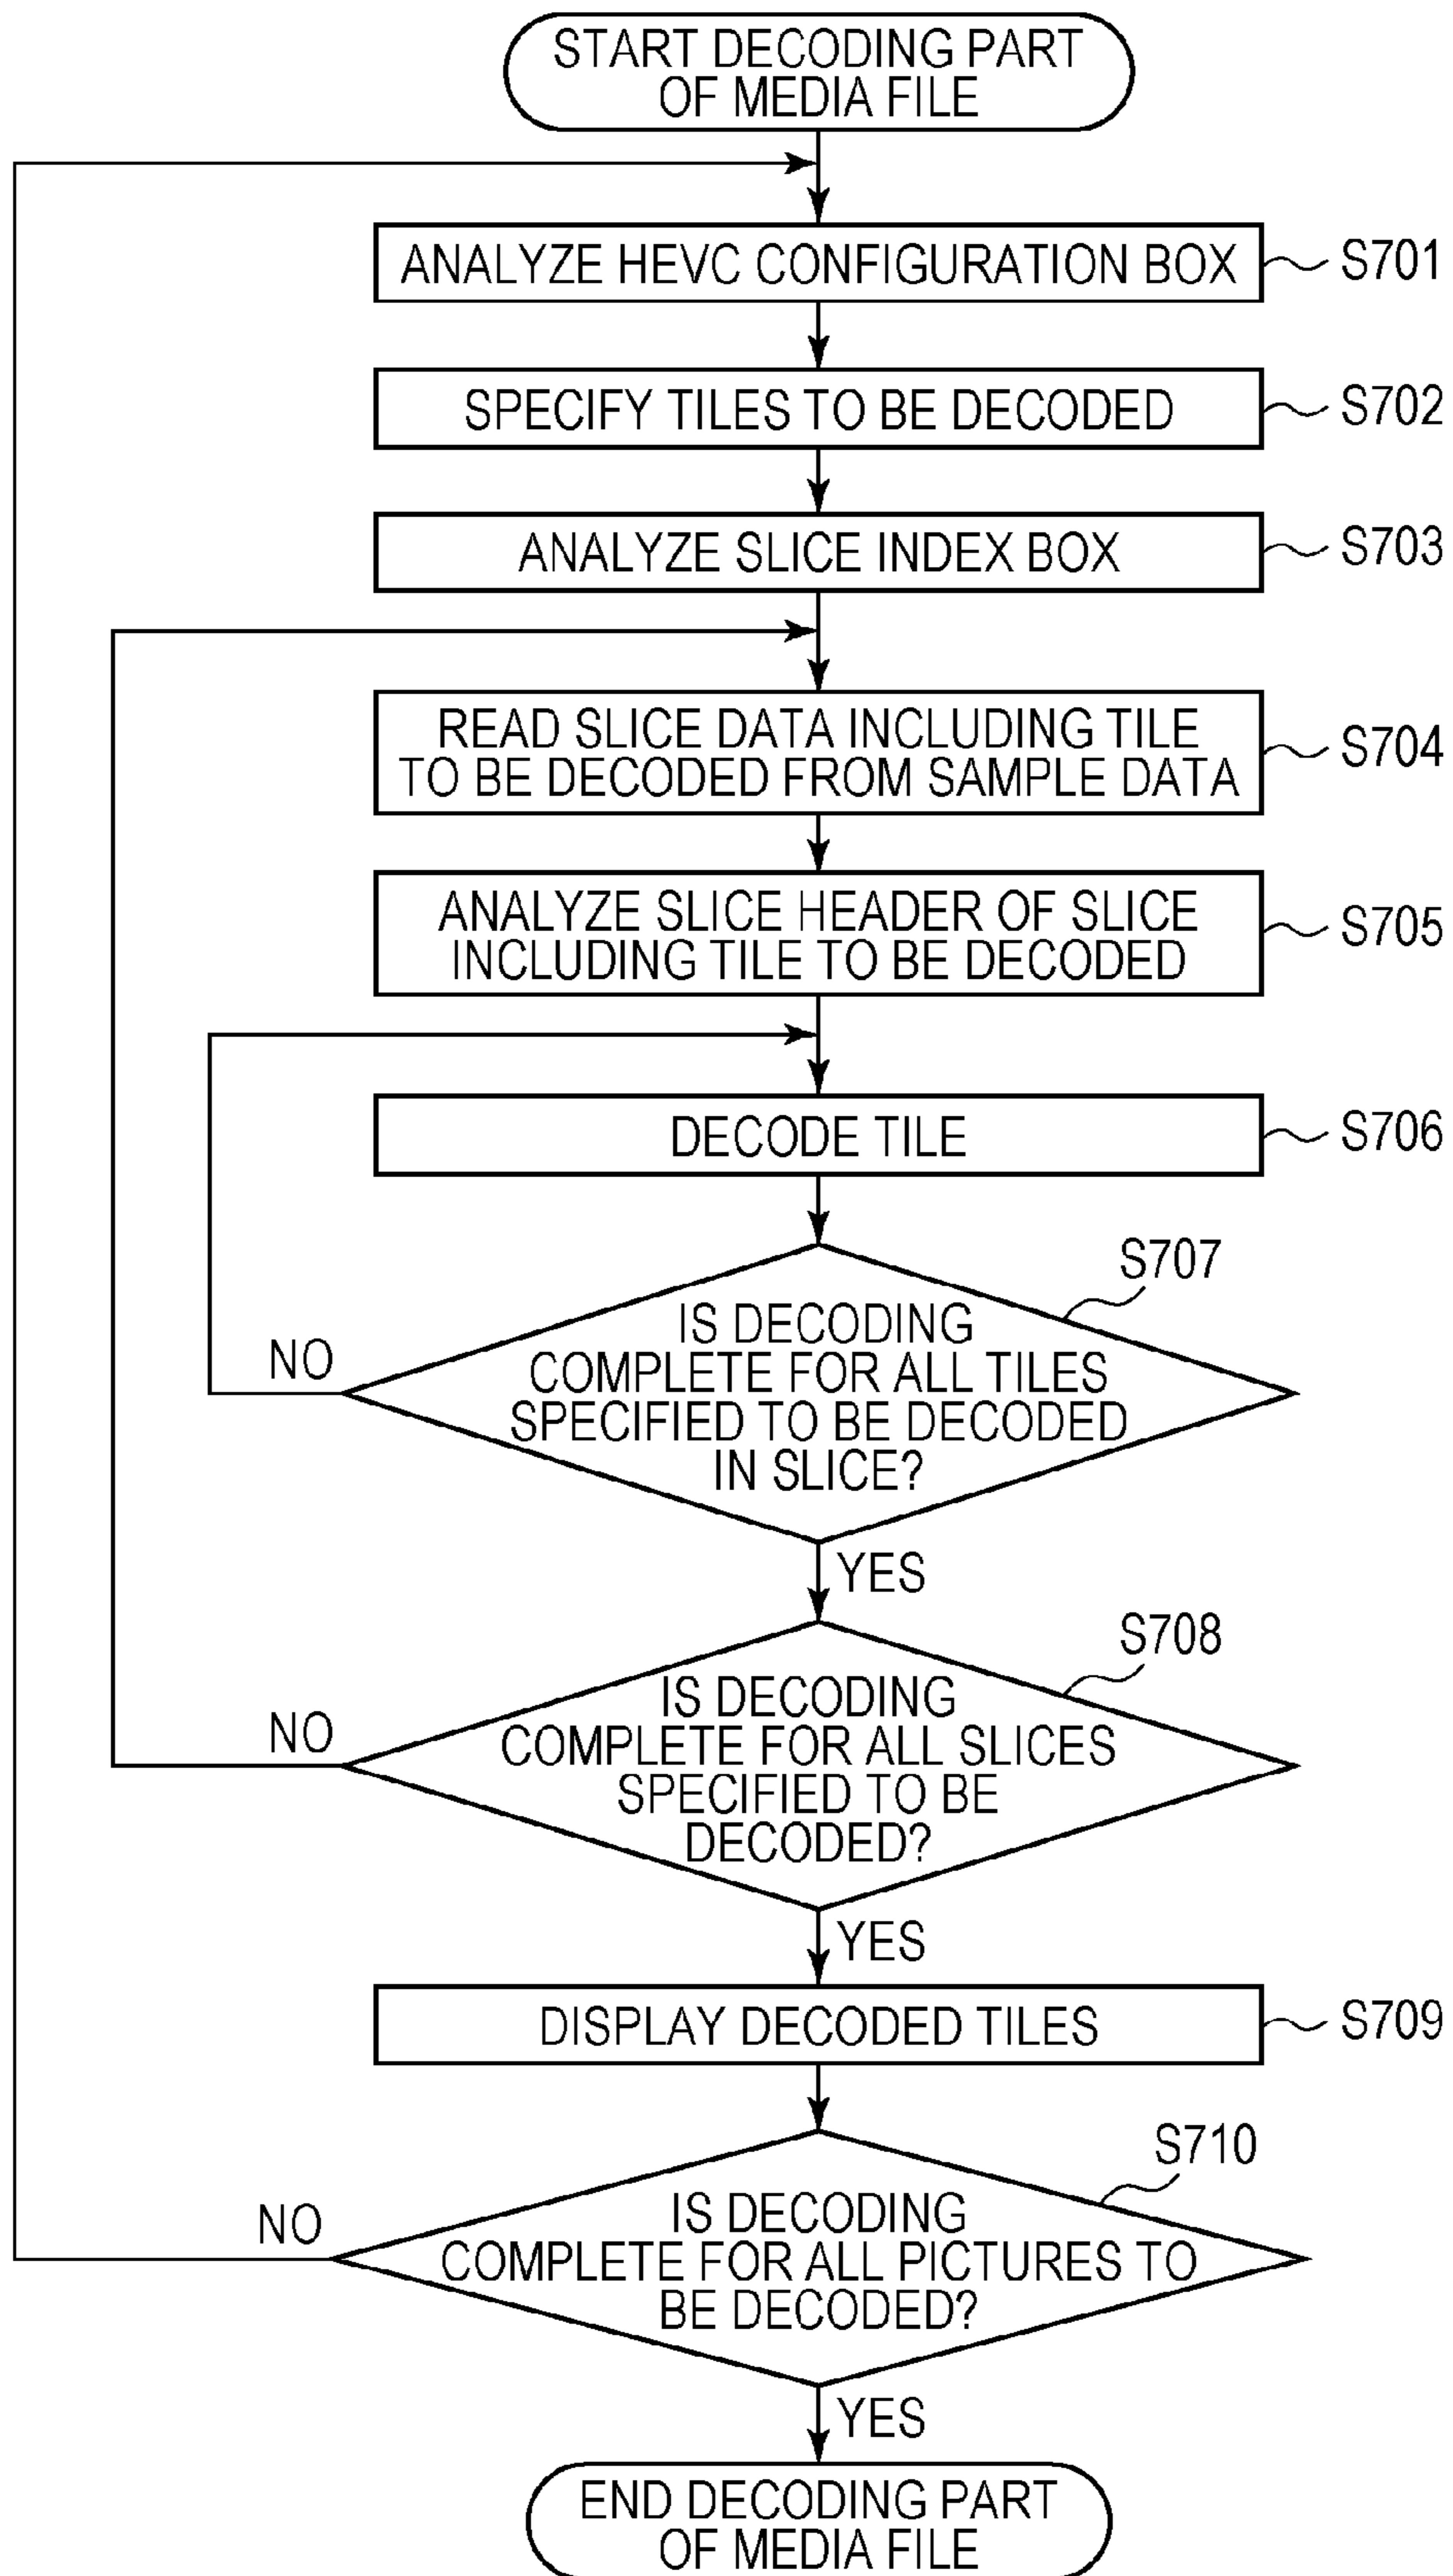 START DECODING PART
OF MEDIA FILE
ANALYZE HEVC CONFIGURATION BOX
S701
SPECIFY TILES TO BE DECODED
S702
ANALYZE SLICE INDEX BOX
S703
READ SLICE DATA INCLUDING TILE
TO BE DECODED FROM SAMPLE DATA
S704
ANALYZE SLICE HEADER OF SLICE
INCLUDING TILE TO BE DECODED
S705
DECODE TILE
S706
S707
IS DECODING
COMPLETE FOR ALL TILES
SPECIFIED TO BE DECODED
IN SLICE?
NO
YES
S708
IS DECODING
COMPLETE FOR ALL SLICES
SPECIFIED TO BE
DECODED?
NO
YES
DISPLAY DECODED TILES
S709
S710
IS DECODING
COMPLETE FOR ALL PICTURES TO
BE DECODED?
NO
YES
END DECODING PART
OF MEDIA FILE